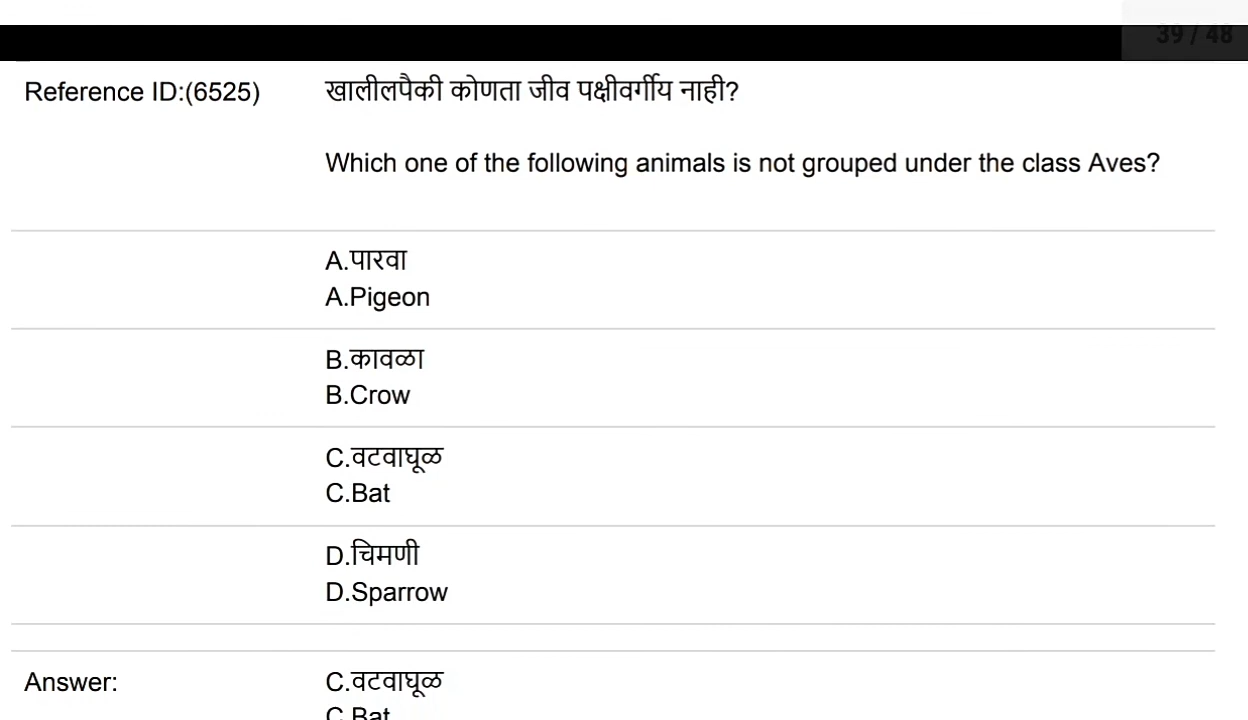 39 / 48
Reference ID:(6525) खालीलपैकी कोणता जीव पक्षीवर्गीय नाही?
Which one of the following animals is not grouped under the class Aves?
A.पारवा
A.Pigeon
B.कावळा
B.Crow
C.वटवाघूळ
C.Bat
D.चिमणी
D.Sparrow
Answer: C.वटवाघूळ
C.Bat